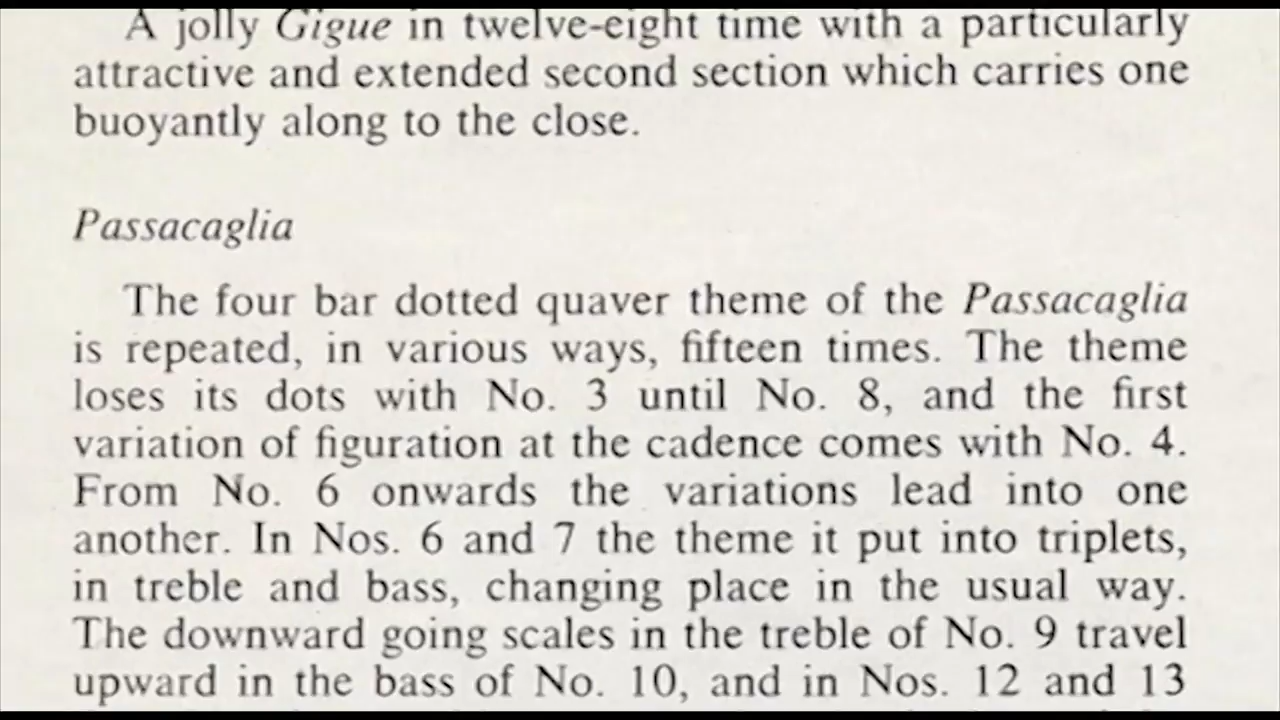 A jolly Gigue in twelve-eight time with a particularly
attractive and extended second section which carries one
buoyantly along to the close.
Passacaglia
The four bar dotted quaver theme of the Passacaglia
is repeated, in various ways, fifteen times. The theme
loses its dots with No. 3 until No. 8, and the first
variation of figuration at the cadence comes with No. 4.
From No. 6 onwards the variations lead into one
another. In Nos. 6 and 7 the theme it put into triplets,
in treble and bass, changing place in the usual way.
The downward going scales in the treble of No. 9 travel
upward in the bass of No. 10, and in Nos. 12 and 13